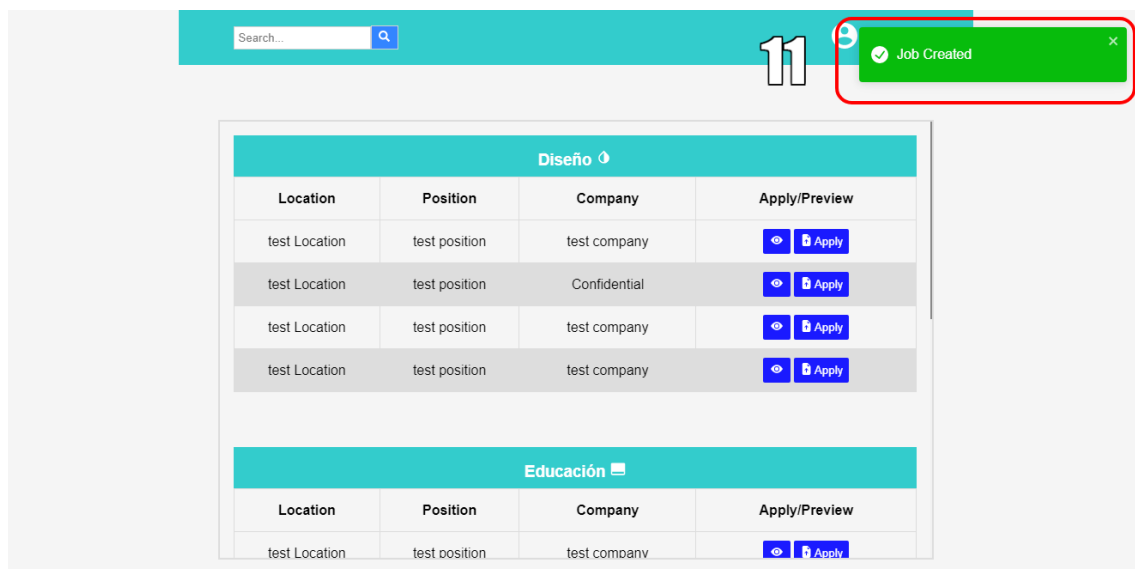 Search...
11
Job Created
Diseño
Location Position Company Apply/Preview
test Location test position test company Apply
test Location test position Confidential Apply
test Location test position test company Apply
test Location test position test company Apply
Educación
Location Position Company Apply/Preview
test Location test position test company Apply